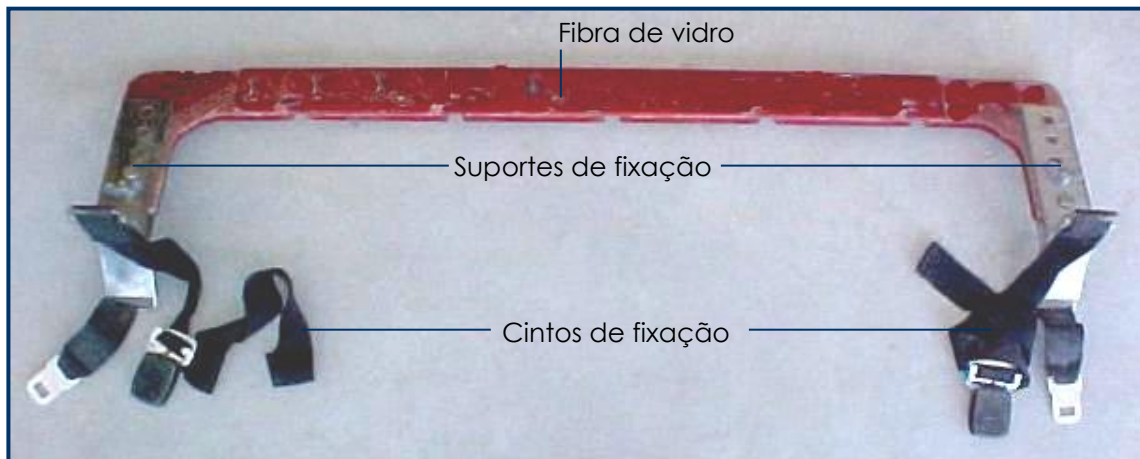 Fibra de vidro
Suportes de fixação
Cintos de fixação